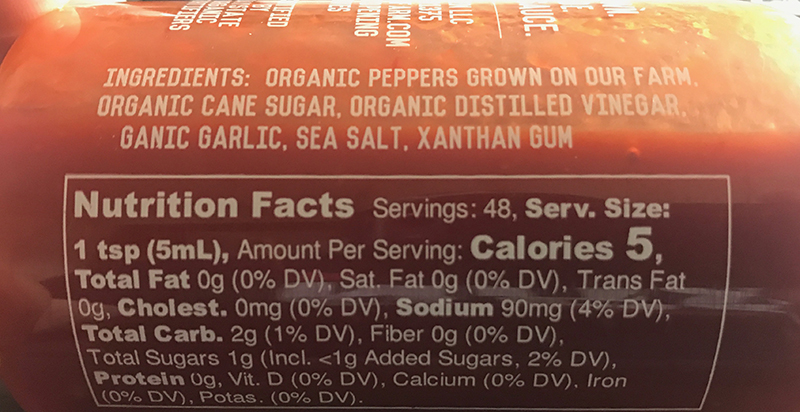 INGREDIENTS: ORGANIC PEPPERS GROWN ON OUR FARM,
ORGANIC CANE SUGAR, ORGANIC DISTILLED VINEGAR,
GANIC GARLIC, SEA SALT, XANTHAN GUM
Nutrition Facts Servings: 48, Serv. Size:
1 tsp (5mL), Amount Per Serving: Calories 5,
Total Fat 0g (0% DV), Sat. Fat 0g (0% DV), Trans Fat
0g, Cholest. 0mg (0% DV), Sodium 90mg (4% DV),
Total Carb. 2g (1% DV), Fiber 0g (0% DV),
Total Sugars 1g (Incl. <1g Added Sugars, 2% DV),
Protein 0g, Vit. D (0% DV), Calcium (0% DV), Iron
(0% DV), Potas. (0% DV).